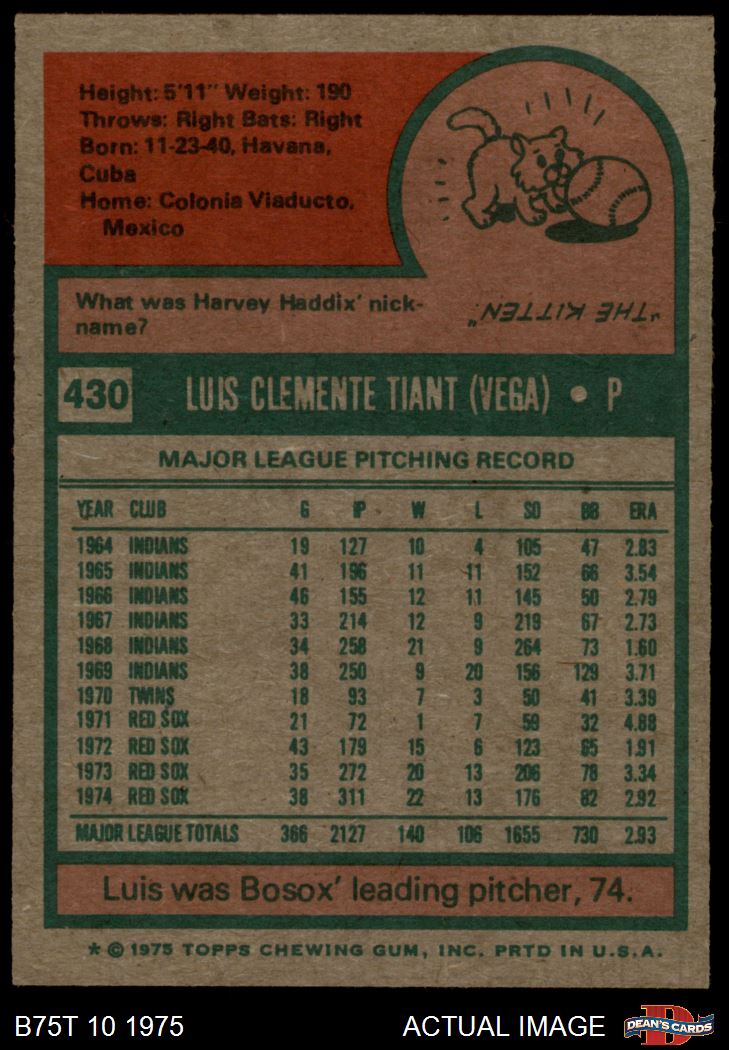 Height: 5'11" Weight: 190
Throws: Right Bats: Right
Born: 11-23-40, Havana,
Cuba
Home: Colonia Viaducto,
Mexico
What was Harvey Haddix' nick-
name?
"THE KITTEN."
430 LUIS CLEMENTE TIANT (VEGA) • P
MAJOR LEAGUE PITCHING RECORD
YEAR CLUB G IP W L SO BB ERA
1964 INDIANS 19 127 10 4 105 47 2.83
1965 INDIANS 41 196 11 11 152 66 3.54
1966 INDIANS 46 155 12 11 145 50 2.79
1967 INDIANS 33 214 12 9 219 67 2.73
1968 INDIANS 34 258 21 9 264 73 1.60
1969 INDIANS 38 250 9 20 156 129 3.71
1970 TWINS 18 93 7 3 50 41 3.39
1971 RED SOX 21 72 1 7 59 32 4.88
1972 RED SOX 43 179 15 6 123 65 1.91
1973 RED SOX 35 272 20 13 206 78 3.34
1974 RED SOX 38 311 22 13 176 82 2.92
MAJOR LEAGUE TOTALS 366 2127 140 106 1655 730 2.93
Luis was Bosox' leading pitcher, 74.
* © 1975 TOPPS CHEWING GUM, INC. PRTD IN U.S.A.
B75T 10 1975 ACTUAL IMAGE DEAN'S CARDS